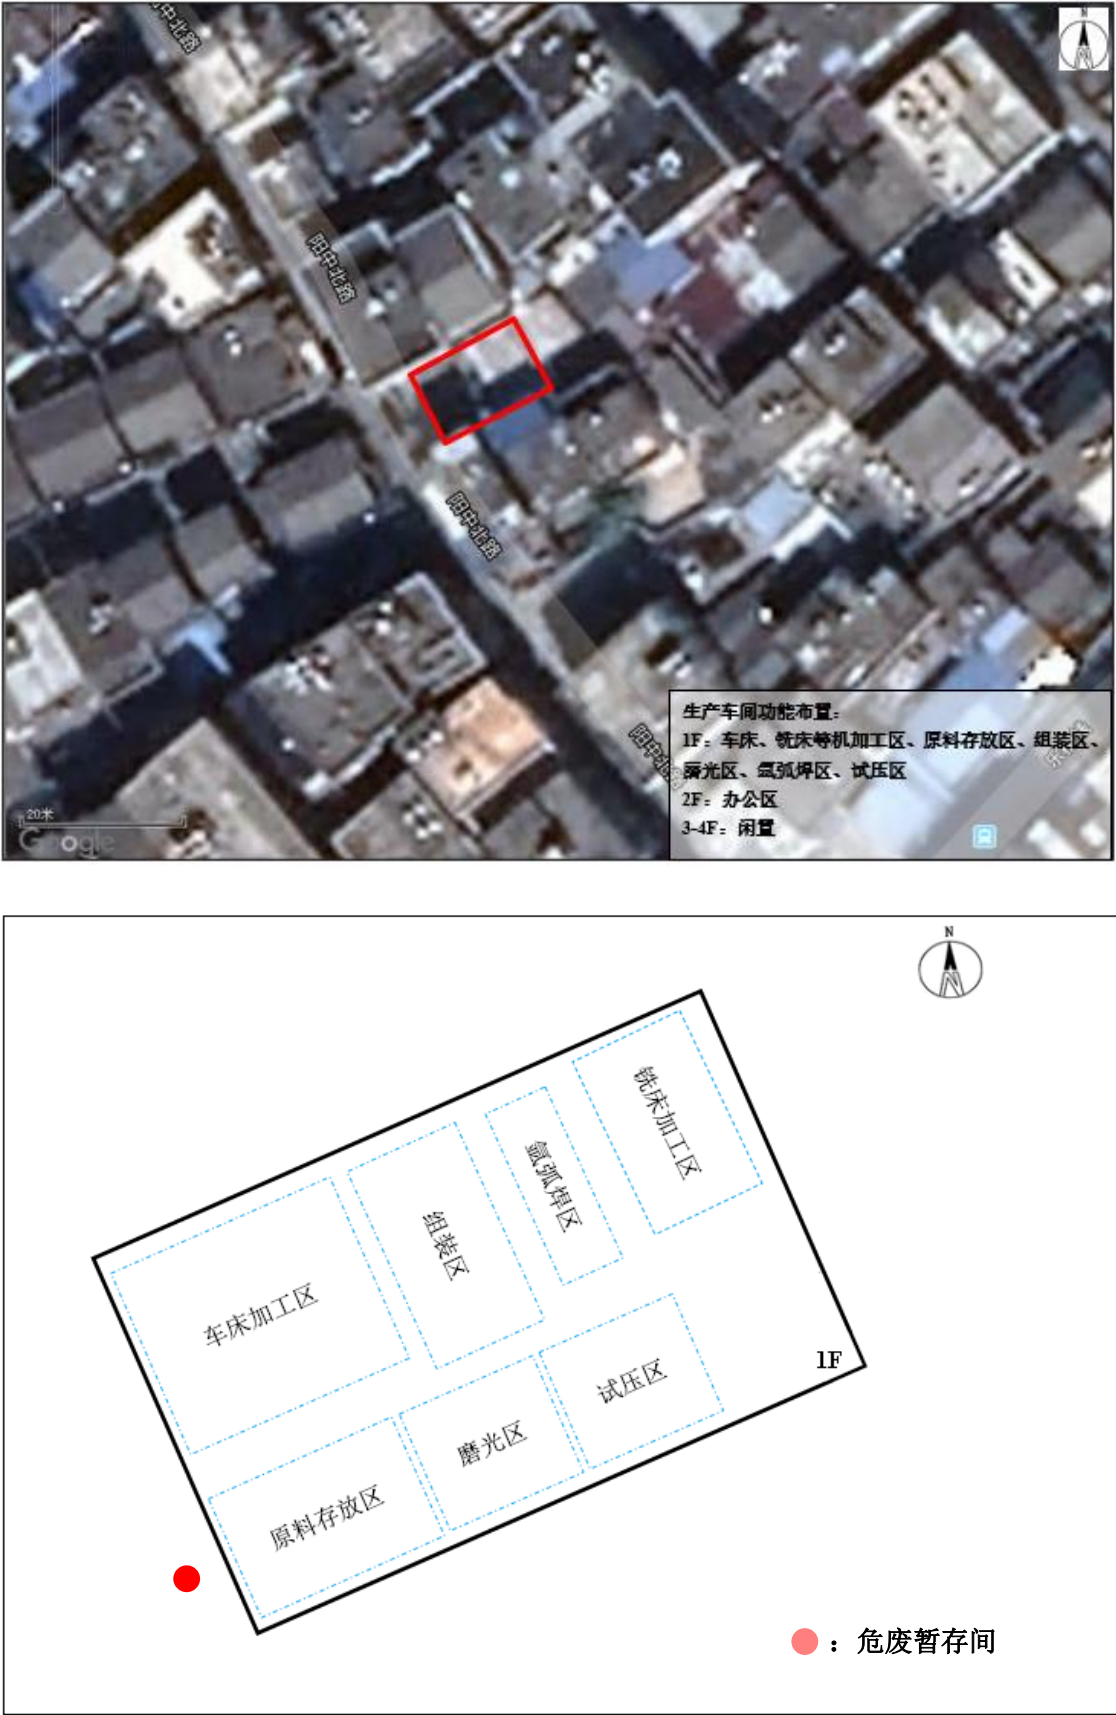 N
阳中北路
阳中北路
阳中北路
阳中北路
生产车间功能布置：
1F：车床、铣床等机加工区、原料存放区、组装区、
磨光区、氩弧焊区、试压区
2F：办公区
3-4F：闲置
20米
Google
N
铣床加工区
氩弧焊区
组装区
车床加工区
1F
试压区
磨光区
原料存放区
：危废暂存间